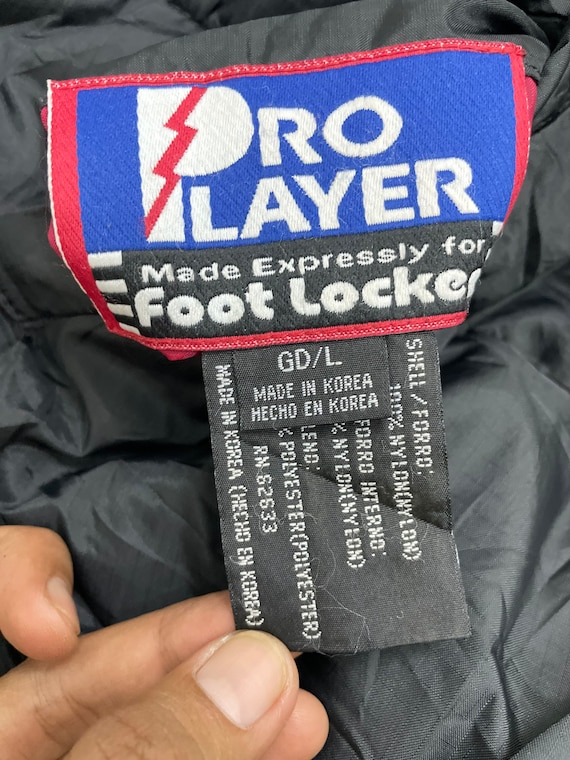 PRO
PLAYER
Made Expressly for
Foot Locker
GD/L
MADE IN KOREA
HECHO EN KOREA
SHELL/FORRO:
100% NYLON(NYLON)
FORRO INTERNO:
% NYLON(NYLON)
% POLYESTER(POLYESTER)
RN 62633
MADE IN KOREA (HECHO EN KOREA)